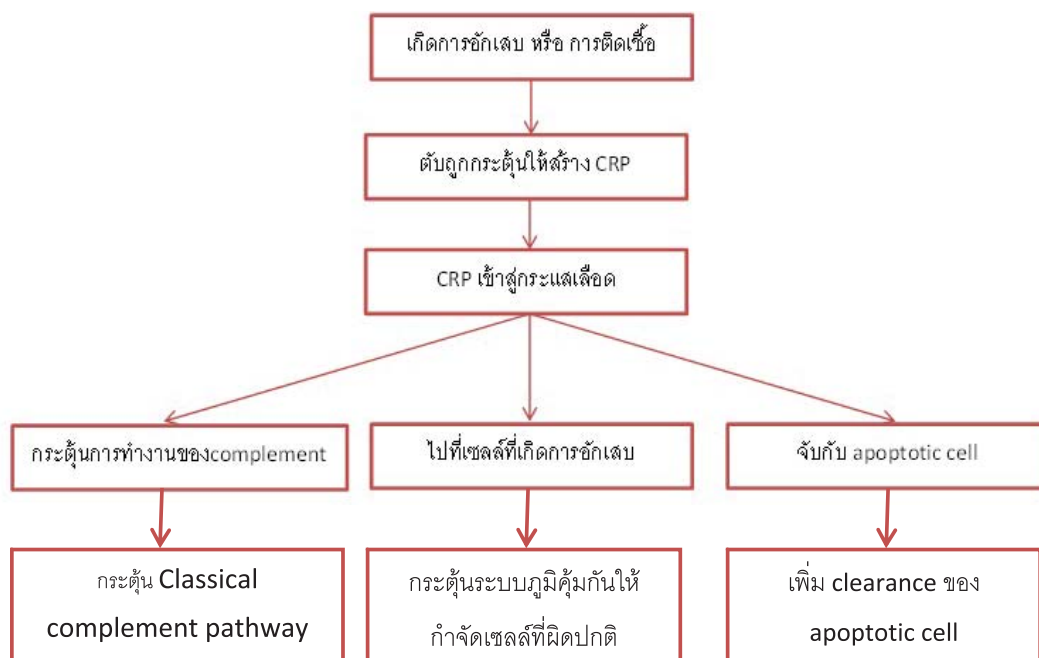 เกิดการอักเสบ หรือ การติดเชื้อ
ตับถูกกระตุ้นให้สร้าง CRP
CRP เข้าสู่กระแสเลือด
กระตุ้นการทำงานของcomplement
ไปที่เซลล์ที่เกิดการอักเสบ
จับกับ apoptotic cell
กระตุ้น Classical
complement pathway
กระตุ้นระบบภูมิคุ้มกันให้
กำจัดเซลล์ที่ผิดปกติ
เพิ่ม clearance ของ
apoptotic cell